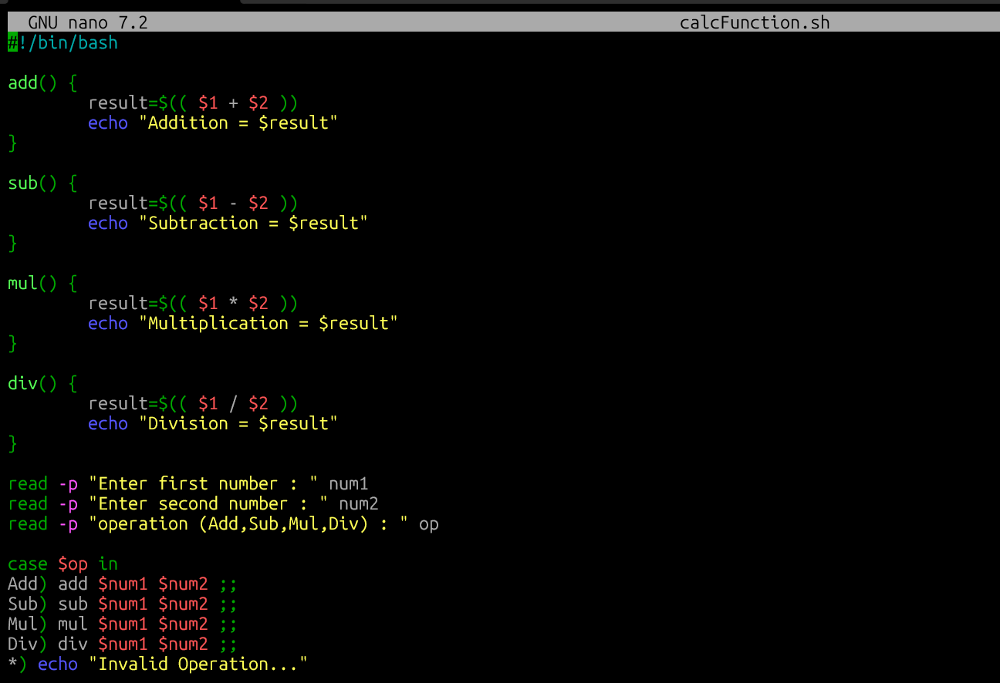 GNU nano 7.2 calcFunction.sh
#!/bin/bash
add() {
result=$(( $1 + $2 ))
echo "Addition = $result"
}
sub() {
result=$(( $1 - $2 ))
echo "Subtraction = $result"
}
mul() {
result=$(( $1 * $2 ))
echo "Multiplication = $result"
}
div() {
result=$(( $1 / $2 ))
echo "Division = $result"
}
read -p "Enter first number : " num1
read -p "Enter second number : " num2
read -p "operation (Add,Sub,Mul,Div) : " op
case $op in
Add) add $num1 $num2 ;;
Sub) sub $num1 $num2 ;;
Mul) mul $num1 $num2 ;;
Div) div $num1 $num2 ;;
*) echo "Invalid Operation..."